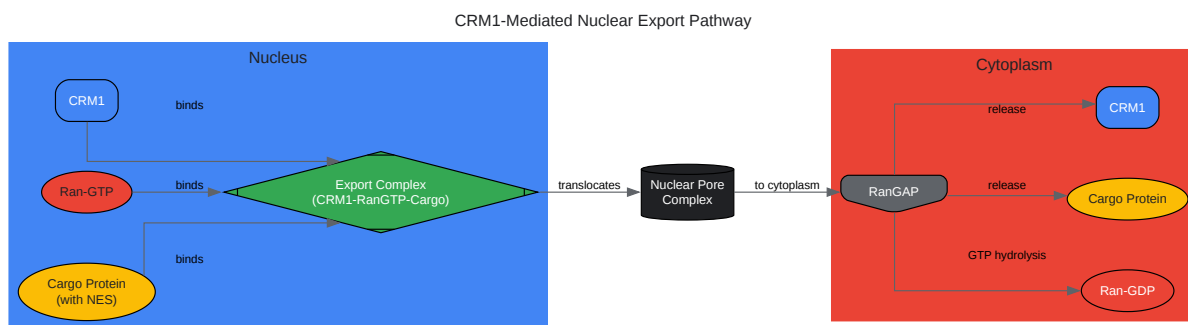 CRM1-Mediated Nuclear Export Pathway
Nucleus
CRM1
binds
Ran-GTP
binds
Cargo Protein
(with NES)
binds
Export Complex
(CRM1-RanGTP-Cargo)
translocates
Nuclear Pore
Complex
to cytoplasm
Cytoplasm
RanGAP
release
CRM1
release
Cargo Protein
GTP hydrolysis
Ran-GDP